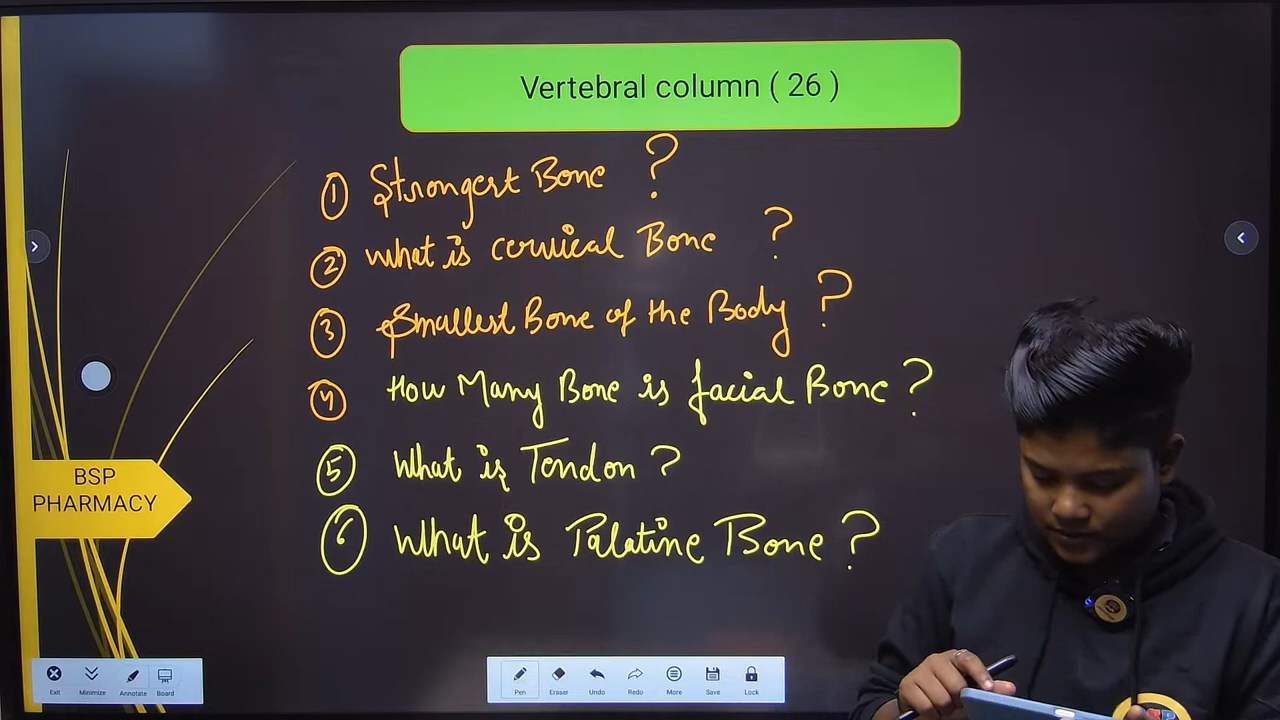 Vertebral column ( 26 )
① Strongest Bone ?
② What is cervical Bone ?
③ Smallest Bone of the Body ?
④ How Many Bone is facial Bone ?
⑤ What is Tendon ?
⑥ What is Palatine Bone ?
BSP
PHARMACY
Exit Minimize Annotate Board
Pen Eraser Undo Redo More Save Lock